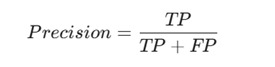 Precision = TP / TP + FP